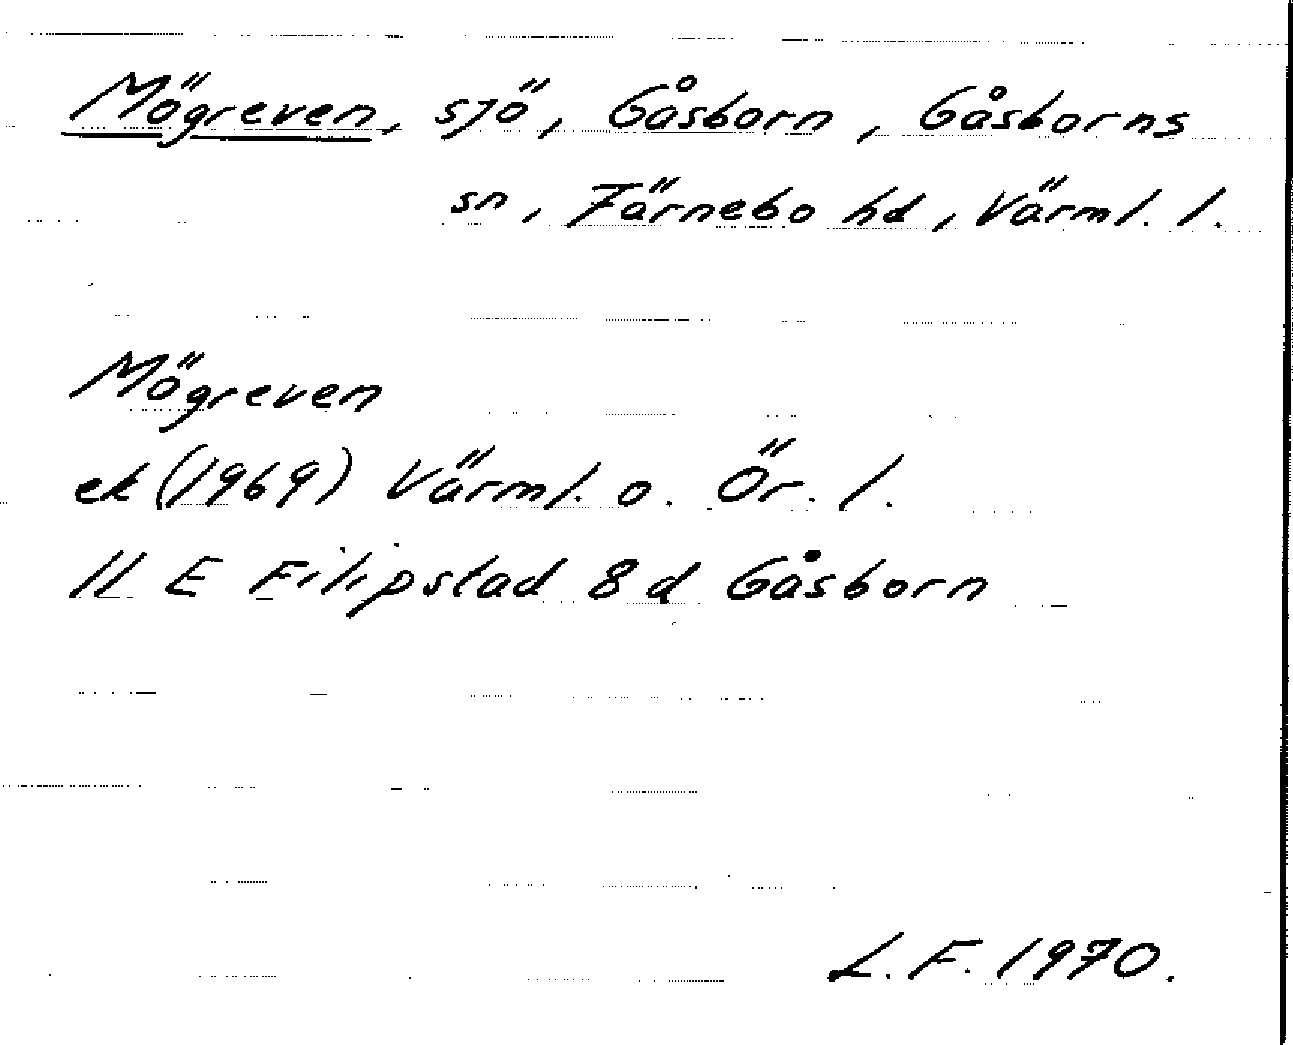 Mögreven, sjö, Gåsborn, Gåsborns
sn, Färnebo hd, Värml. l.
Mögreven
ek (1969) Värml. o. Ör. l.
11 E Filipstad 8 d Gåsborn
L. F. 1970.